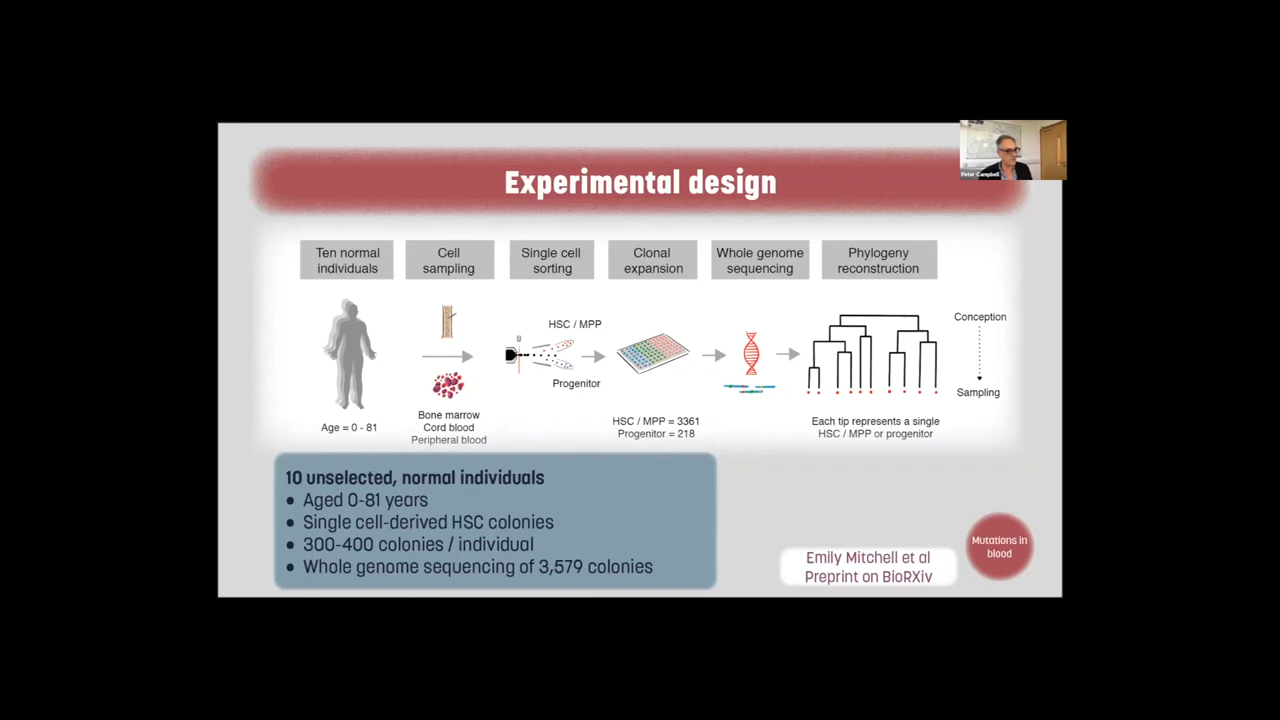 Experimental design
Peter Campbell
Ten normal
individuals
Cell
sampling
Single cell
sorting
Clonal
expansion
Whole genome
sequencing
Phylogeny
reconstruction
HSC / MPP
Progenitor
Conception
Sampling
Age = 0 - 81
Bone marrow
Cord blood
Peripheral blood
HSC / MPP = 3361
Progenitor = 218
Each tip represents a single
HSC / MPP or progenitor
10 unselected, normal individuals
• Aged 0-81 years
• Single cell-derived HSC colonies
• 300-400 colonies / individual
• Whole genome sequencing of 3,579 colonies
Emily Mitchell et al
Preprint on BioRXiv
Mutations in
blood